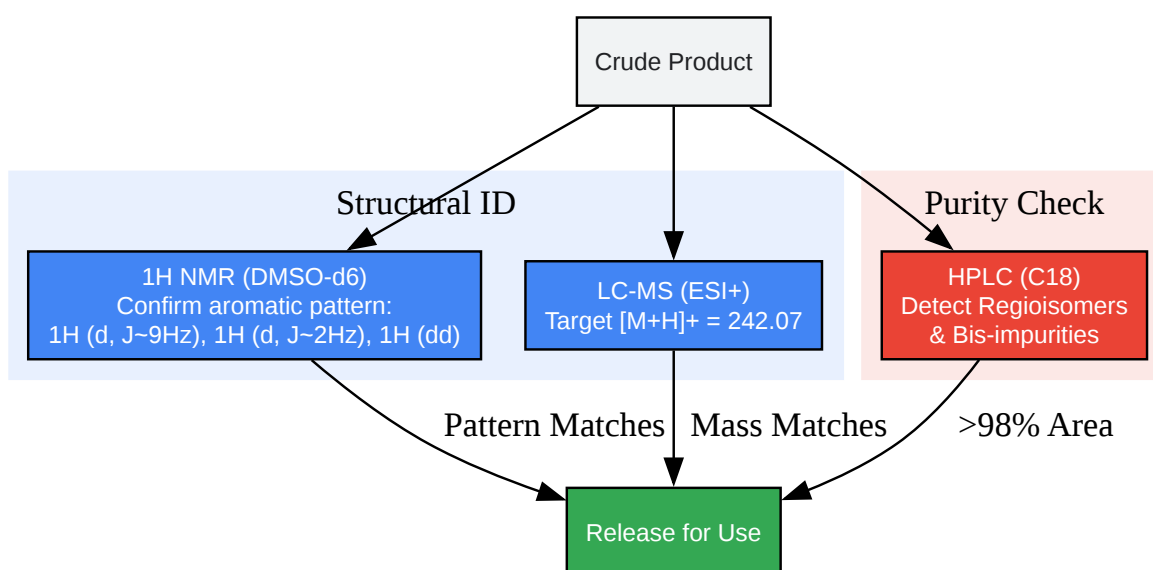 Crude Product
Structural ID
Purity Check
1H NMR (DMSO-d6)
Confirm aromatic pattern:
1H (d, J~9Hz), 1H (d, J~2Hz), 1H (dd)
LC-MS (ESI+)
Target [M+H]+ = 242.07
HPLC (C18)
Detect Regioisomers
& Bis-impurities
Pattern Matches
Mass Matches
>98% Area
Release for Use